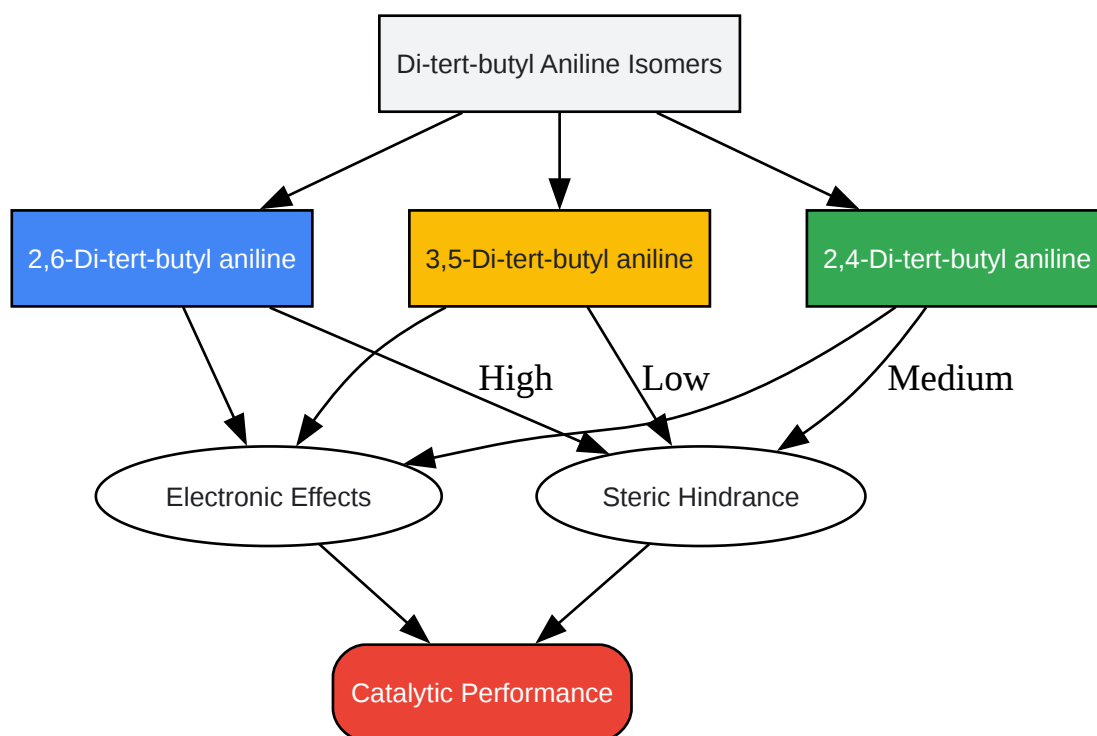 Di-tert-butyl Aniline Isomers
2,6-Di-tert-butyl aniline
3,5-Di-tert-butyl aniline
2,4-Di-tert-butyl aniline
High
Low
Medium
Electronic Effects
Steric Hindrance
Catalytic Performance